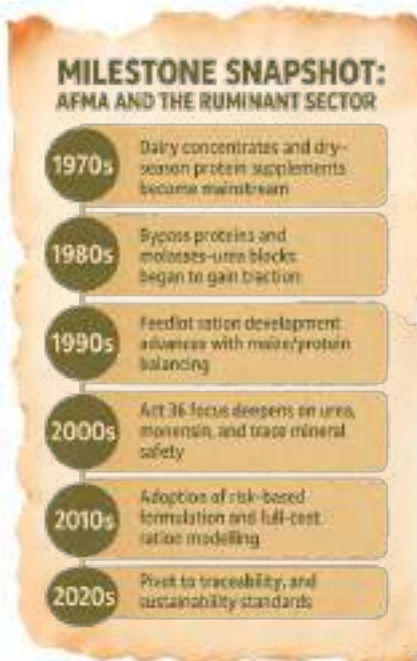 MILESTONE SNAPSHOT:
AFMA AND THE RUMINANT SECTOR
1970s
Dairy concentrates and dry-
season protein supplements
become mainstream
1980s
Bypass proteins and
molasses-urea blocks
began to gain traction
1990s
Feedlot ration development
advances with maize/protein
balancing
2000s
Act 36 focus deepens on urea,
monensin, and trace mineral
safety
2010s
Adoption of risk-based
formulation and full-cost
ration modelling
2020s
Pivot to traceability, and
sustainability standards